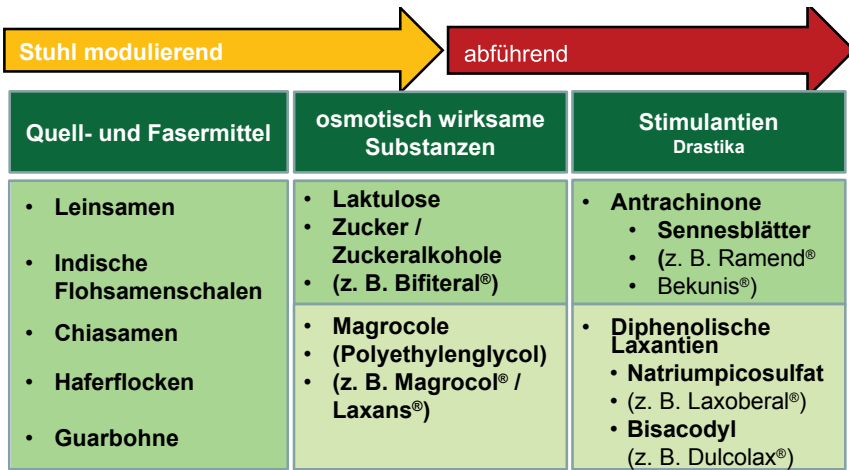 Stuhl modulierend
abführend
Quell- und Fasermittel
osmotisch wirksame
Substanzen
Stimulantien
Drastika
• Leinsamen
• Indische
Flohsamenschalen
• Chiasamen
• Haferflocken
• Guarbohne
• Laktulose
• Zucker /
Zuckeralkohole
• (z. B. Bifiteral®)
• Magrocole
• (Polyethylenglycol)
• (z. B. Magrocol® /
Laxans®)
• Antrachinone
• Sennesblätter
• (z. B. Ramend®
• Bekunis®)
• Diphenolische
Laxantien
• Natriumpicosulfat
• (z. B. Laxoberal®)
• Bisacodyl
(z. B. Dulcolax®)